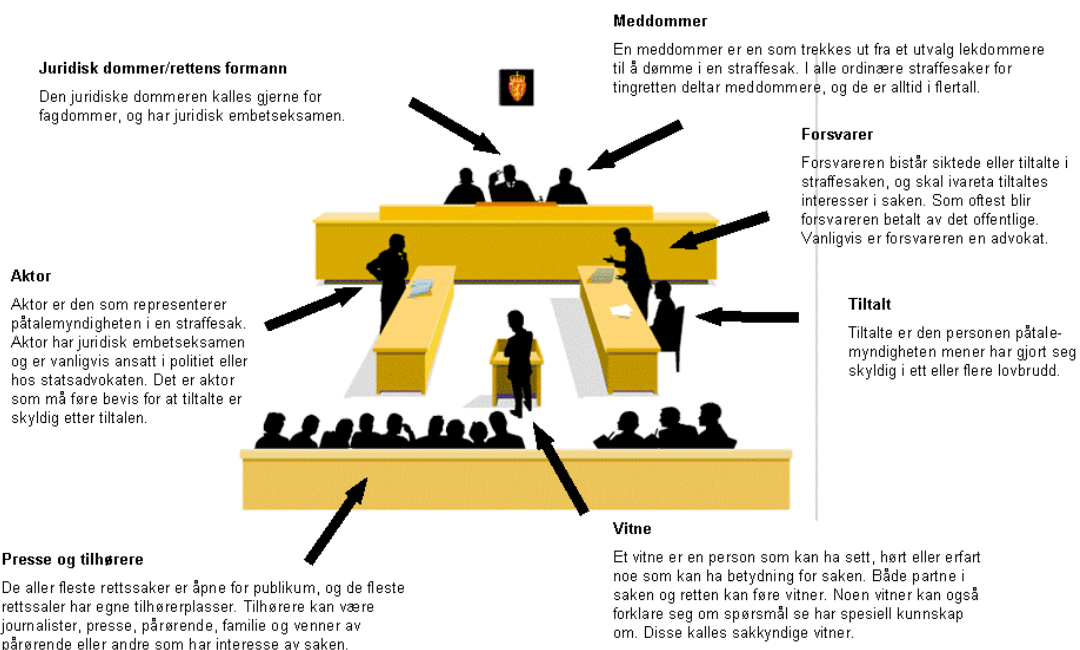 Meddommer
En meddommer er en som trekkes ut fra et utvalg lekdommere
til å dømme i en straffesak. I alle ordinære straffesaker for
tingretten deltar meddommere, og de er alltid i flertall.
Juridisk dommer/rettens formann
Den juridiske dommeren kalles gjerne for
fagdommer, og har juridisk embetseksamen.
Forsvarer
Forsvareren bistår siktede eller tiltalte i
straffesaken, og skal ivareta tiltaltes
interesser i saken. Som oftest blir
forsvareren betalt av det offentlige.
Vanligvis er forsvareren en advokat.
Aktor
Aktor er den som representerer
påtalemyndigheten i en straffesak.
Aktor har juridisk embetseksamen
og er vanligvis ansatt i politiet eller
hos statsadvokaten. Det er aktor
som må føre bevis for at tiltalte er
skyldig etter tiltalen.
Tiltalt
Tiltalte er den personen påtale-
myndigheten mener har gjort seg
skyldig i ett eller flere lovbrudd.
Presse og tilhørere
De aller fleste rettssaker er åpne for publikum, og de fleste
rettssaler har egne tilhørerplasser. Tilhørere kan være
journalister, presse, pårørende, familie og venner av
pårørende eller andre som har interesse av saken.
Vitne
Et vitne er en person som kan ha sett, hørt eller erfart
noe som kan ha betydning for saken. Både partne i
saken og retten kan føre vitner. Noen vitner kan også
forklare seg om spørsmål se har spesiell kunnskap
om. Disse kalles sakkyndige vitner.